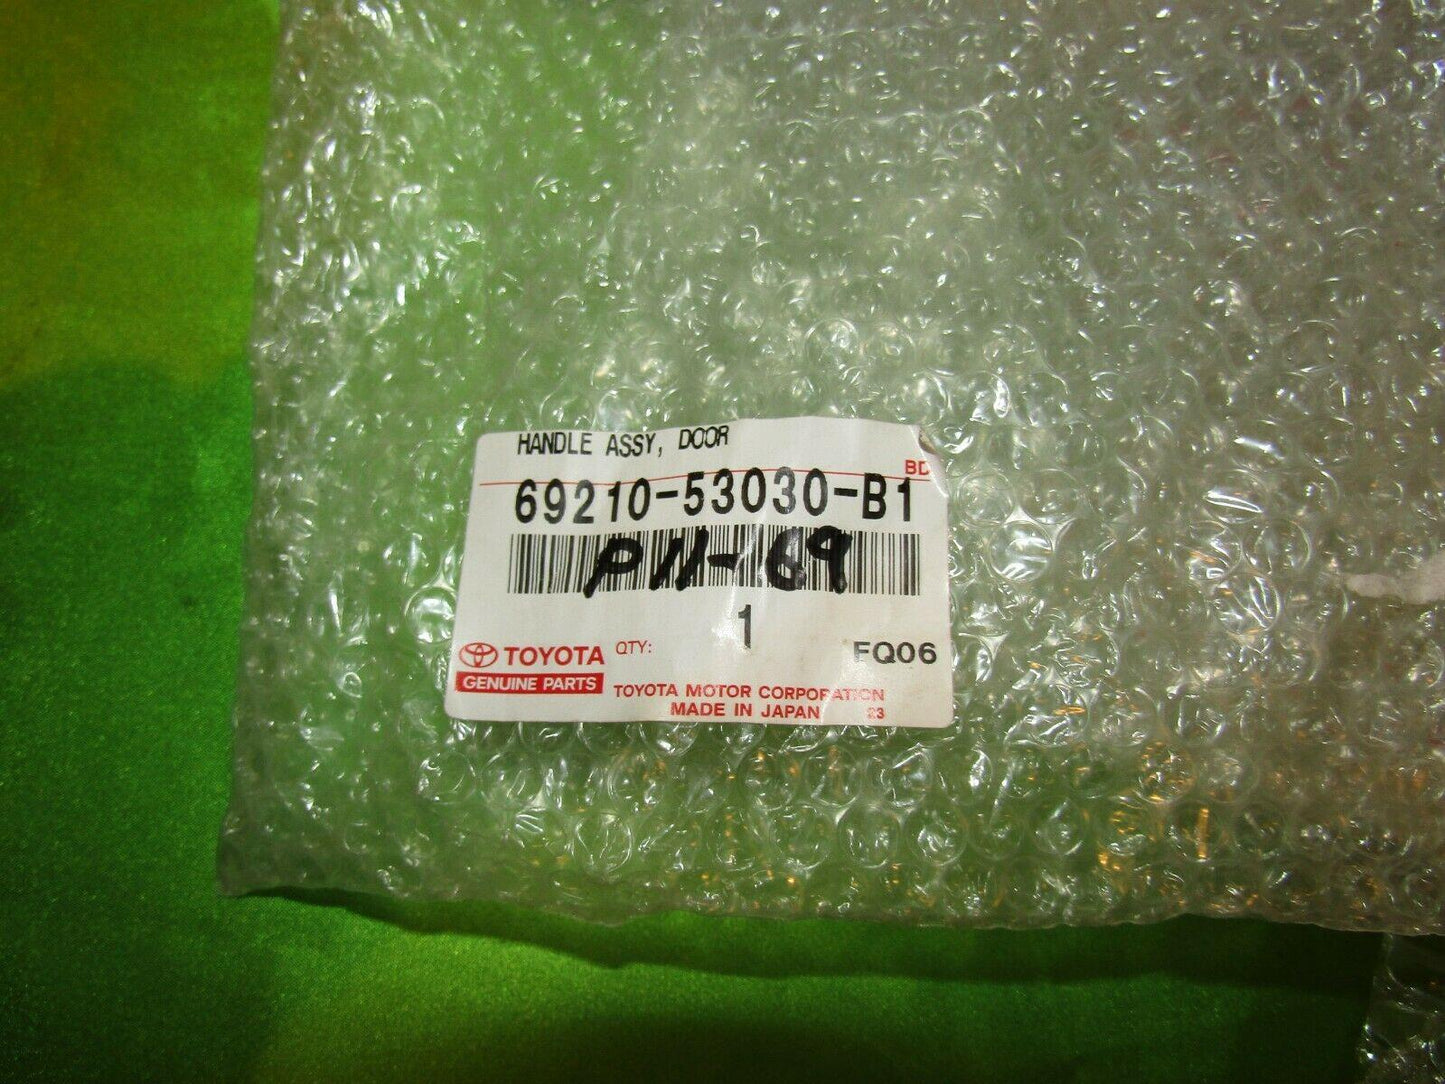 HANDLE ASSY, DOOR
BD
69210-53030-B1
P11-69
1
TOYOTA QTY: FQ06
GENUINE PARTS
TOYOTA MOTOR CORPORATION
MADE IN JAPAN 23